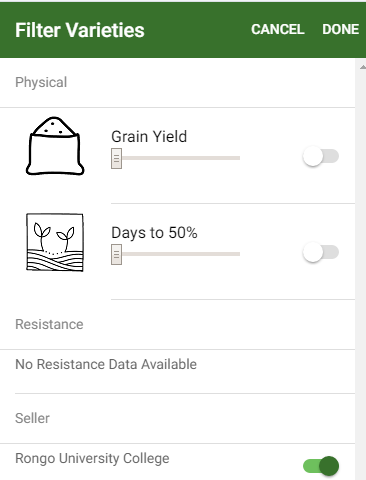 Filter Varieties CANCEL DONE
Physical
Grain Yield
Days to 50%
Resistance
No Resistance Data Available
Seller
Rongo University College